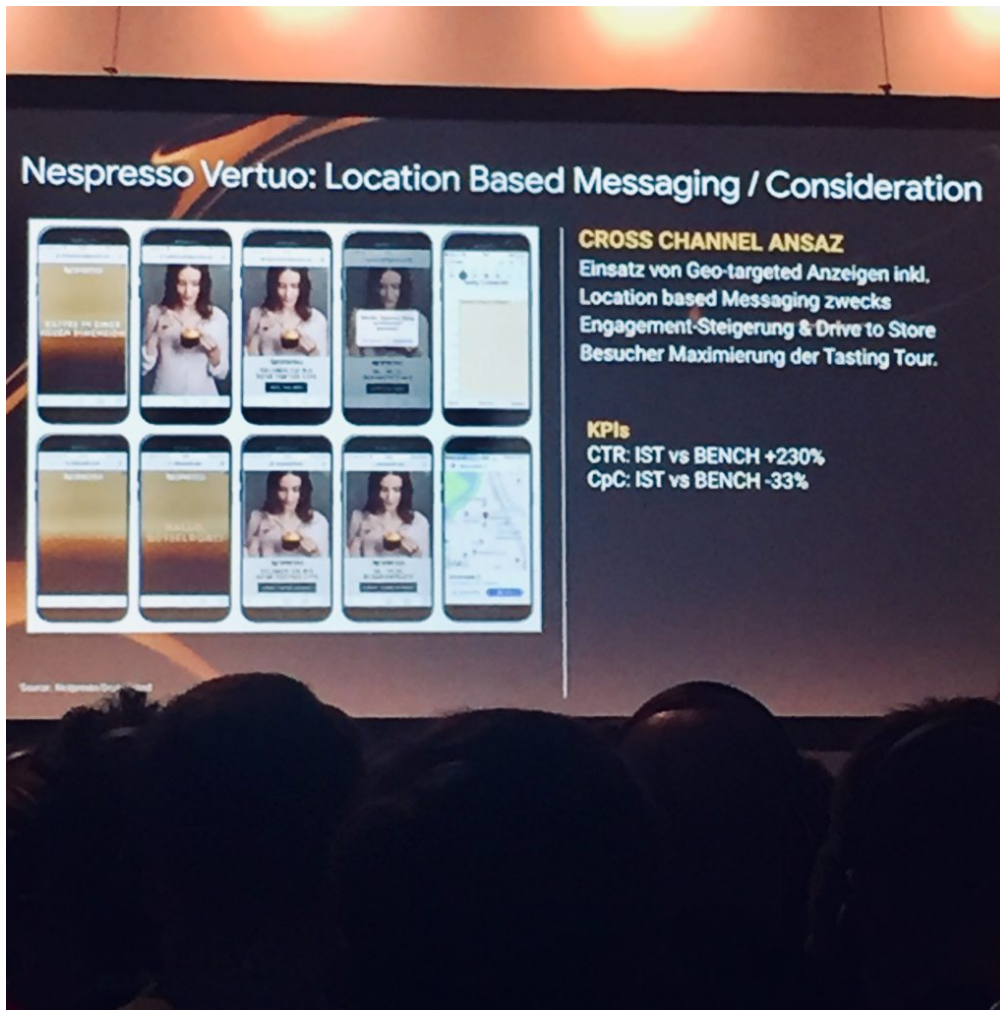 Nespresso Vertuo: Location Based Messaging / Consideration
CROSS CHANNEL ANSAZ
Einsatz von Geo-targeted Anzeigen inkl.
Location based Messaging zwecks
Engagement-Steigerung & Drive to Store
Besucher Maximierung der Tasting Tour.
KPIs
CTR: IST vs BENCH +230%
CpC: IST vs BENCH -33%